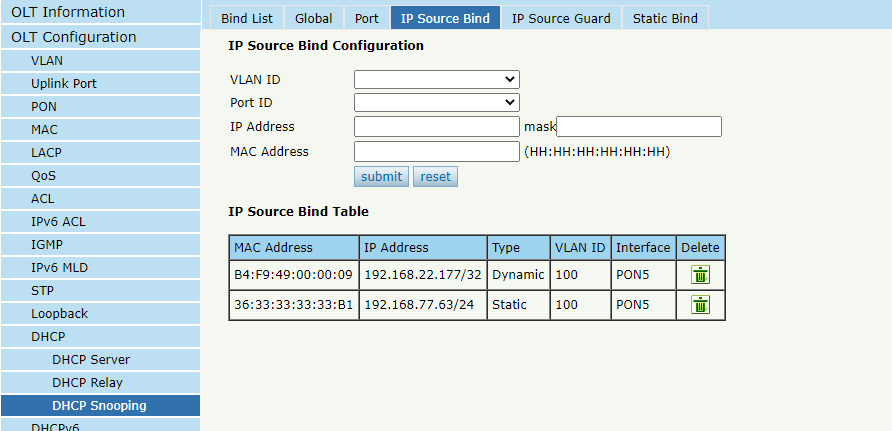 OLT Information
OLT Configuration
VLAN
Uplink Port
PON
MAC
LACP
QoS
ACL
IPv6 ACL
IGMP
IPv6 MLD
STP
Loopback
DHCP
DHCP Server
DHCP Relay
DHCP Snooping
DHCPv6
Bind List Global Port IP Source Bind IP Source Guard Static Bind
IP Source Bind Configuration
VLAN ID
Port ID
IP Address mask
MAC Address (HH:HH:HH:HH:HH:HH)
submit reset
IP Source Bind Table
MAC Address IP Address Type VLAN ID Interface Delete
B4:F9:49:00:00:09 192.168.22.177/32 Dynamic 100 PON5
36:33:33:33:33:B1 192.168.77.63/24 Static 100 PON5